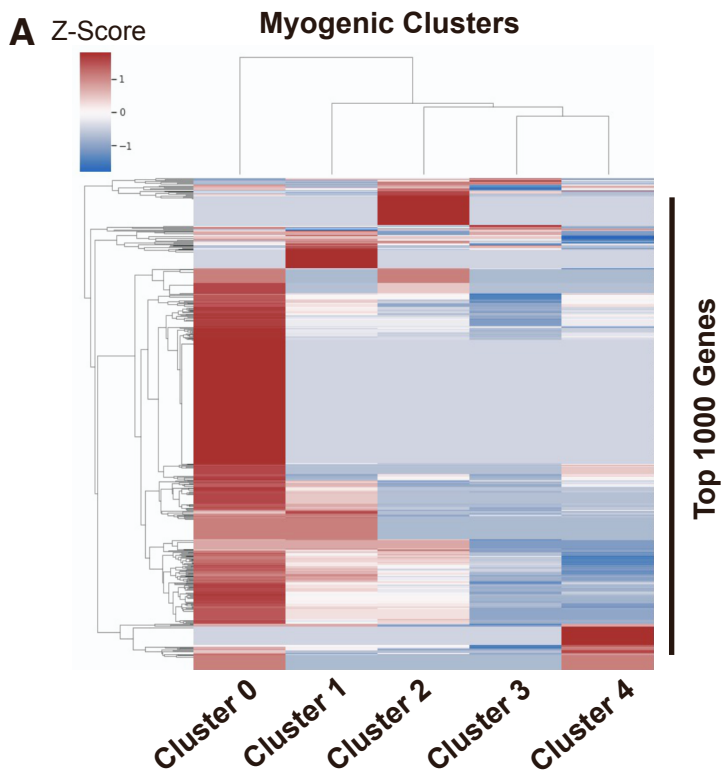 A
Z-Score
Myogenic Clusters
1
0
−1
Top 1000 Genes
Cluster 0
Cluster 1
Cluster 2
Cluster 3
Cluster 4